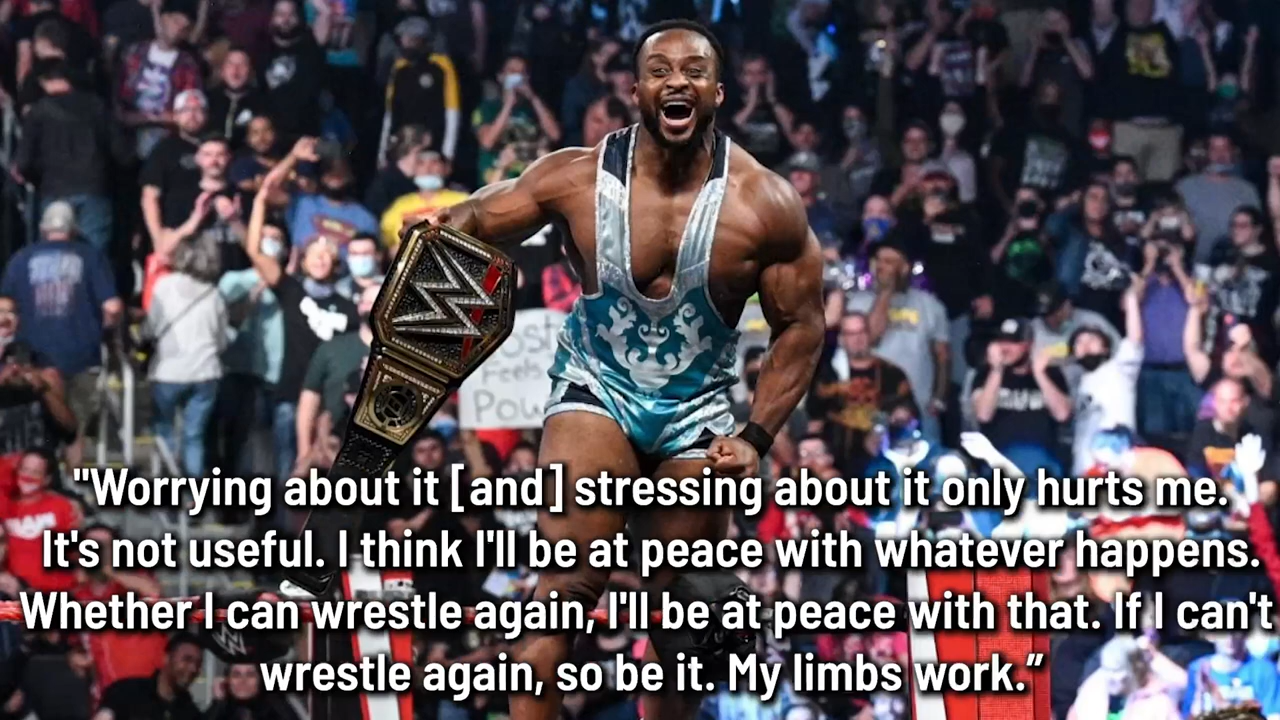 Feels
Pow
"Worrying about it [and] stressing about it only hurts me.
It's not useful. I think I'll be at peace with whatever happens.
Whether I can wrestle again, I'll be at peace with that. If I can't
wrestle again, so be it. My limbs work.”